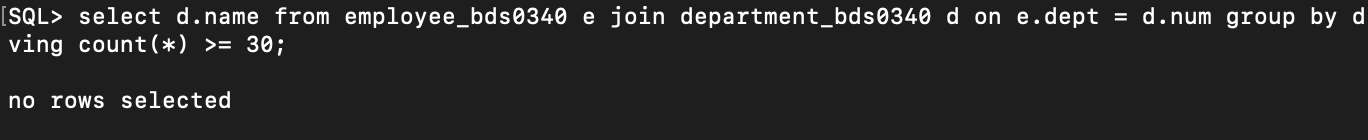 [SQL> select d.name from employee_bds0340 e join department_bds0340 d on e.dept = d.num group by d
ving count(*) >= 30;
no rows selected